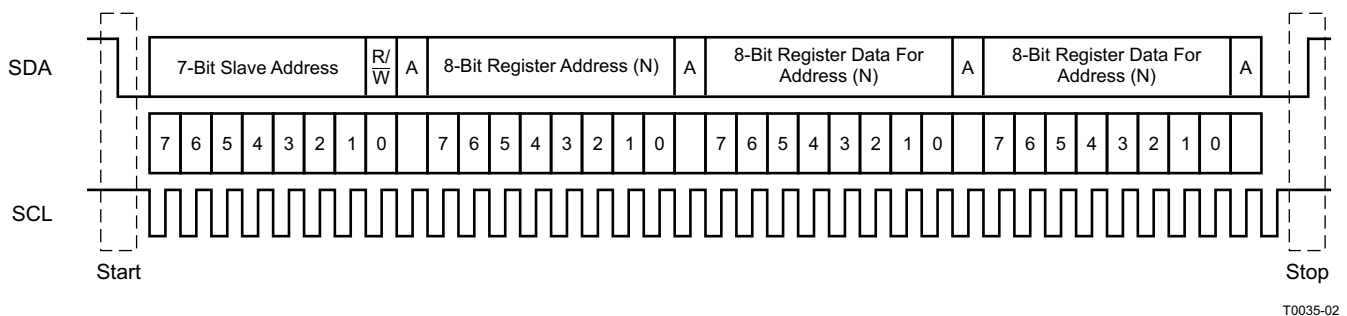 SDA
7-Bit Slave Address
R/
W
A
8-Bit Register Address (N)
A
8-Bit Register Data For
Address (N)
A
8-Bit Register Data For
Address (N)
A
7 6 5 4 3 2 1 0 7 6 5 4 3 2 1 0 7 6 5 4 3 2 1 0 7 6 5 4 3 2 1 0
SCL
Start
Stop
T0035-02